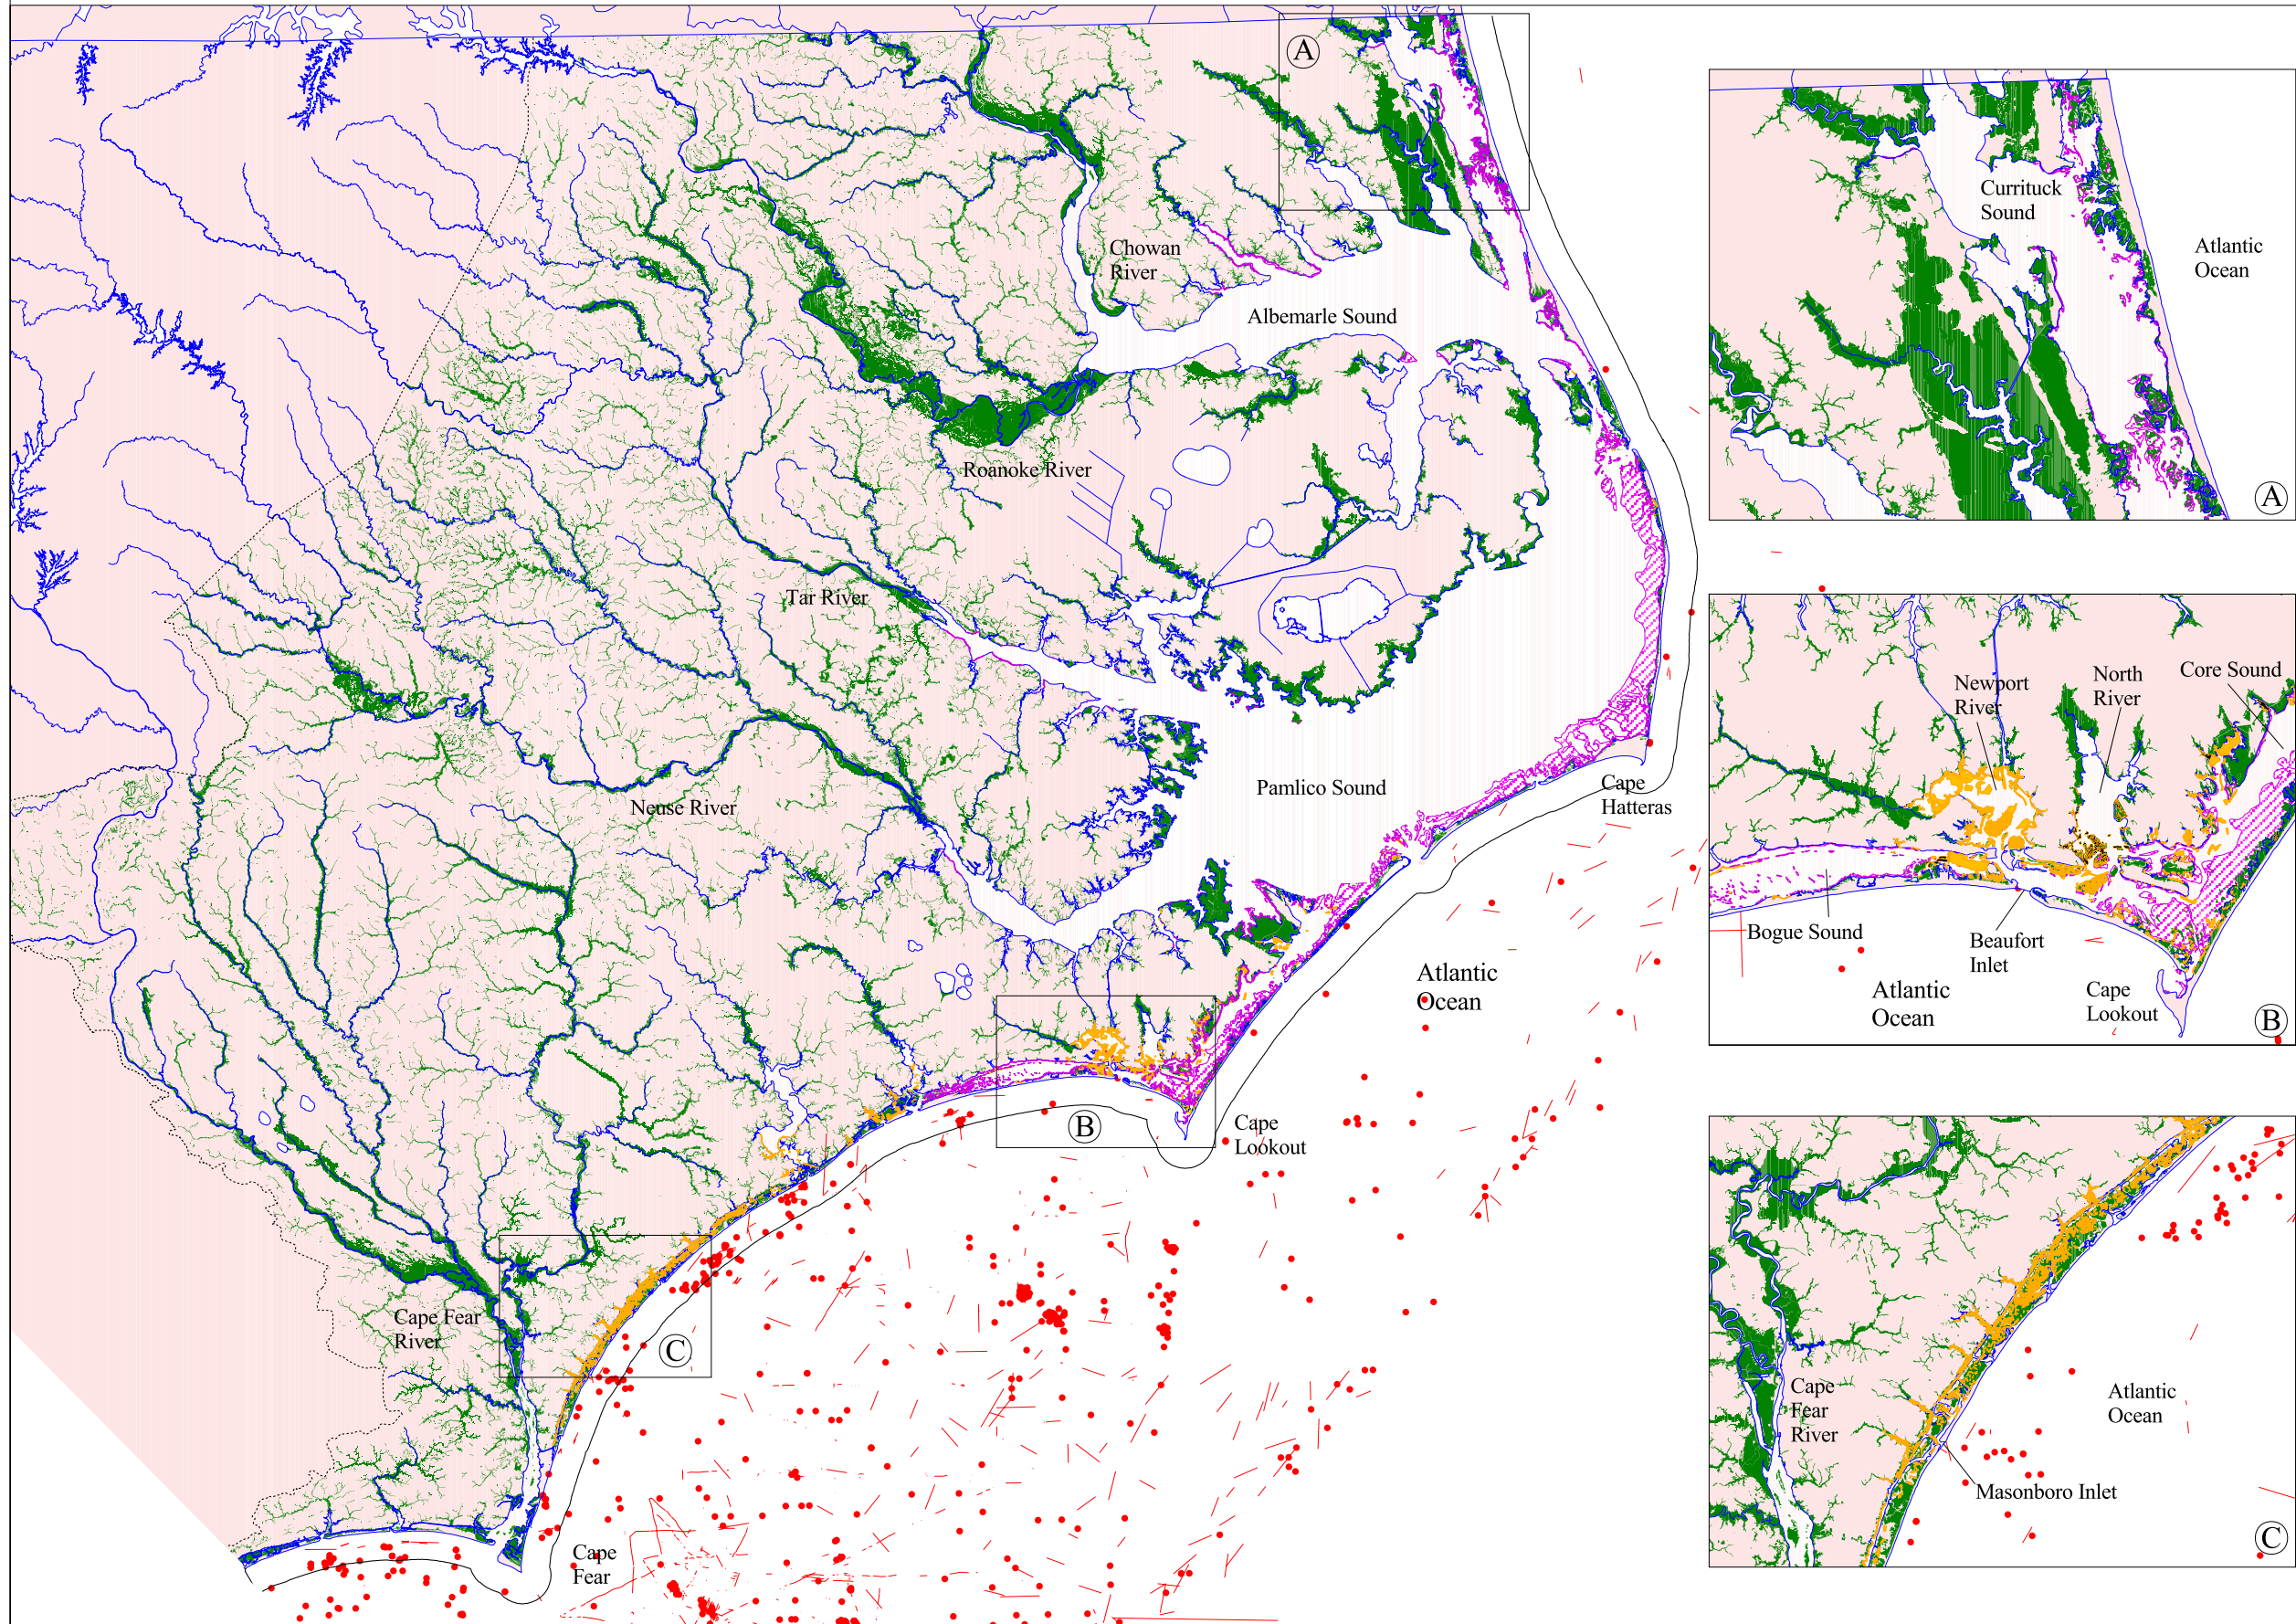 A
Chowan
River
Albemarle Sound
Roanoke River
Tar River
Neuse River
Pamlico Sound
Cape
Hatteras
Atlantic
Ocean
B
Cape
Lookout
Cape Fear
River
C
Cape
Fear
Currituck
Sound
Atlantic
Ocean
A
Newport
River
North
River
Core Sound
Bogue Sound
Beaufort
Inlet
Atlantic
Ocean
Cape
Lookout
B
Cape
Fear
River
Atlantic
Ocean
Masonboro Inlet
C